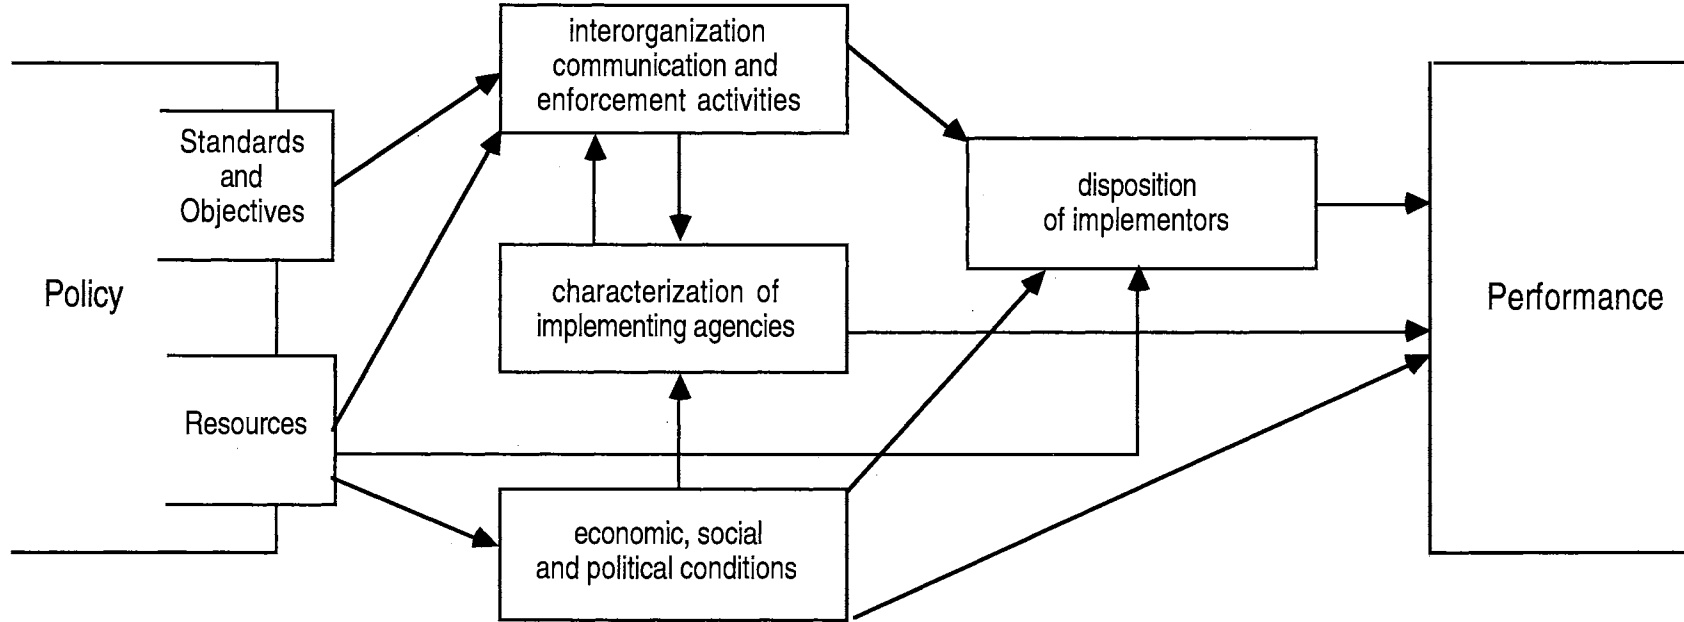 interorganization
communication and
enforcement activities
Standards
and
Objectives
disposition
of implementors
Policy
characterization of
implementing agencies
Performance
Resources
economic, social
and political conditions